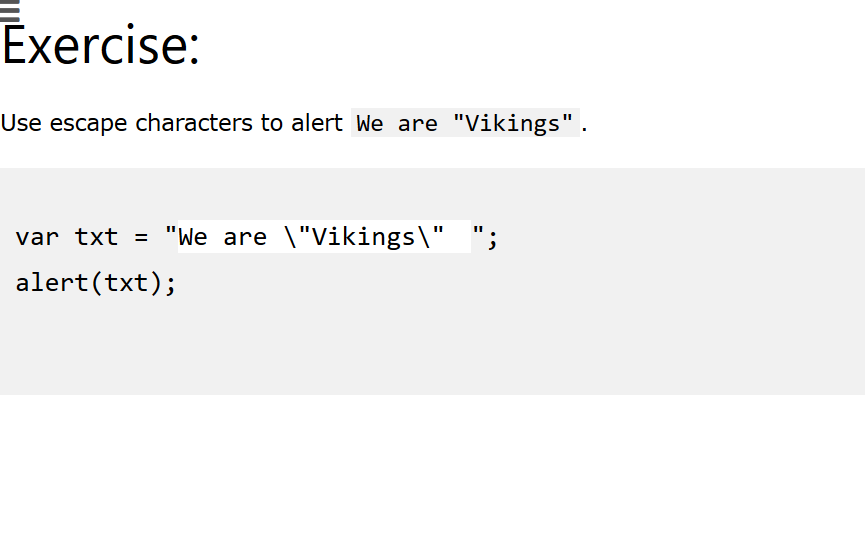 Exercise:
Use escape characters to alert We are "Vikings" .
var txt = "We are \"Vikings\" ";
alert(txt);